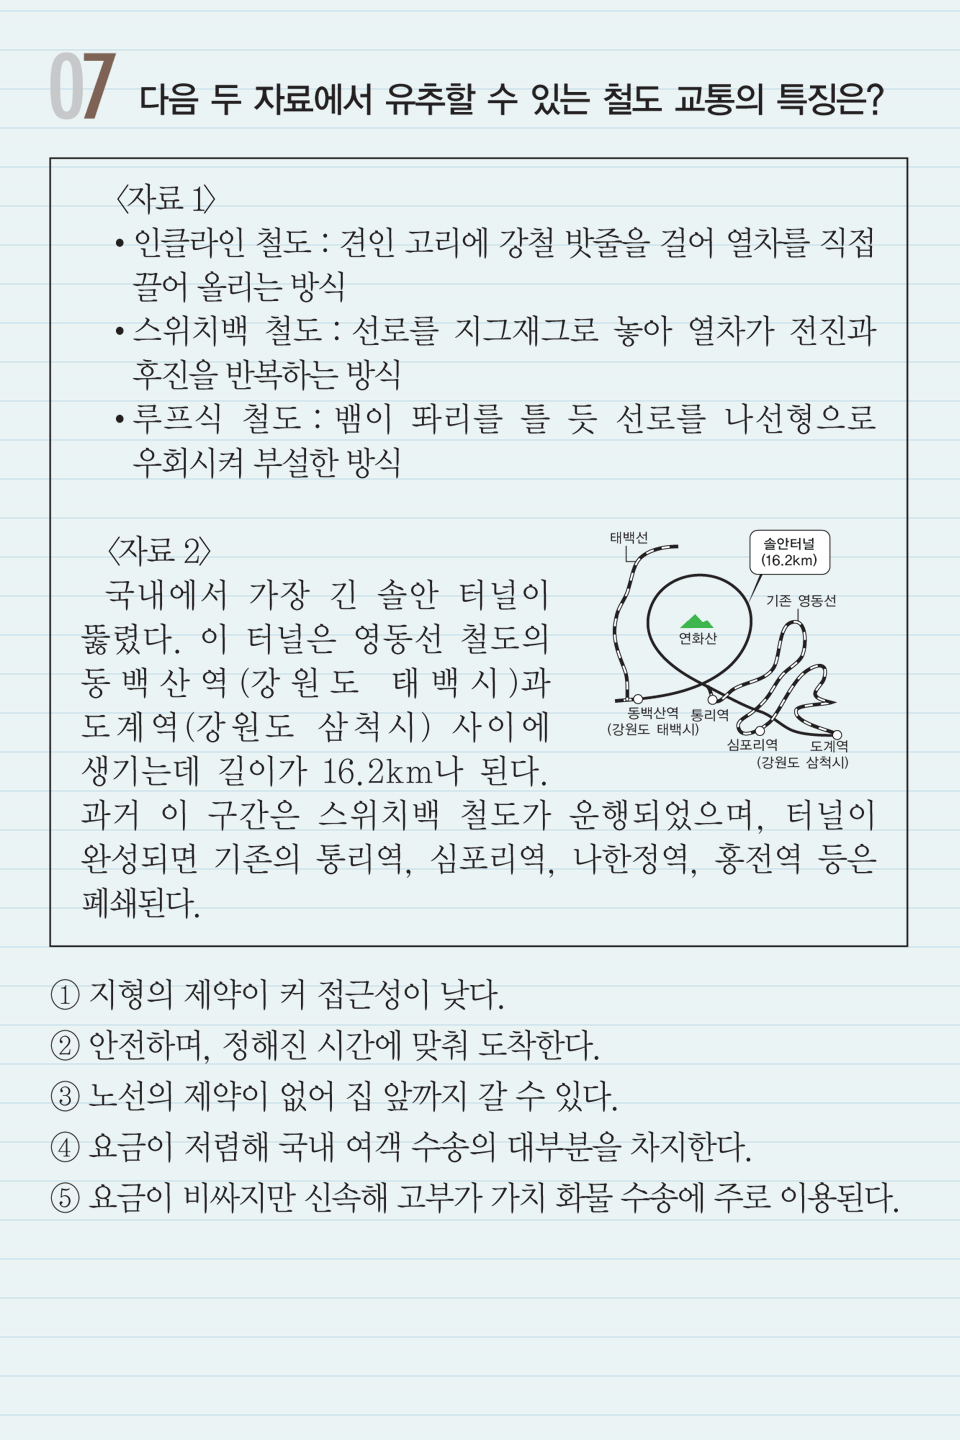 07 다음 두 자료에서 유추할 수 있는 철도 교통의 특징은?
〈자료 1〉
• 인클라인 철도 : 견인 고리에 강철 밧줄을 걸어 열차를 직접
끌어 올리는 방식
• 스위치백 철도 : 선로를 지그재그로 놓아 열차가 전진과
후진을 반복하는 방식
• 루프식 철도 : 뱀이 똬리를 틀 듯 선로를 나선형으로
우회시켜 부설한 방식
〈자료 2〉
국내에서 가장 긴 솔안 터널이
뚫렸다. 이 터널은 영동선 철도의
동백산역(강원도 태백시)과
도계역(강원도 삼척시) 사이에
생기는데 길이가 16.2km나 된다.
과거 이 구간은 스위치백 철도가 운행되었으며, 터널이
완성되면 기존의 통리역, 심포리역, 나한정역, 홍전역 등은
폐쇄된다.
태백선
솔안터널
(16.2km)
기존 영동선
연화산
동백산역
(강원도 태백시)
통리역
심포리역
도계역
(강원도 삼척시)
① 지형의 제약이 커 접근성이 낮다.
② 안전하며, 정해진 시간에 맞춰 도착한다.
③ 노선의 제약이 없어 집 앞까지 갈 수 있다.
④ 요금이 저렴해 국내 여객 수송의 대부분을 차지한다.
⑤ 요금이 비싸지만 신속해 고부가 가치 화물 수송에 주로 이용된다.